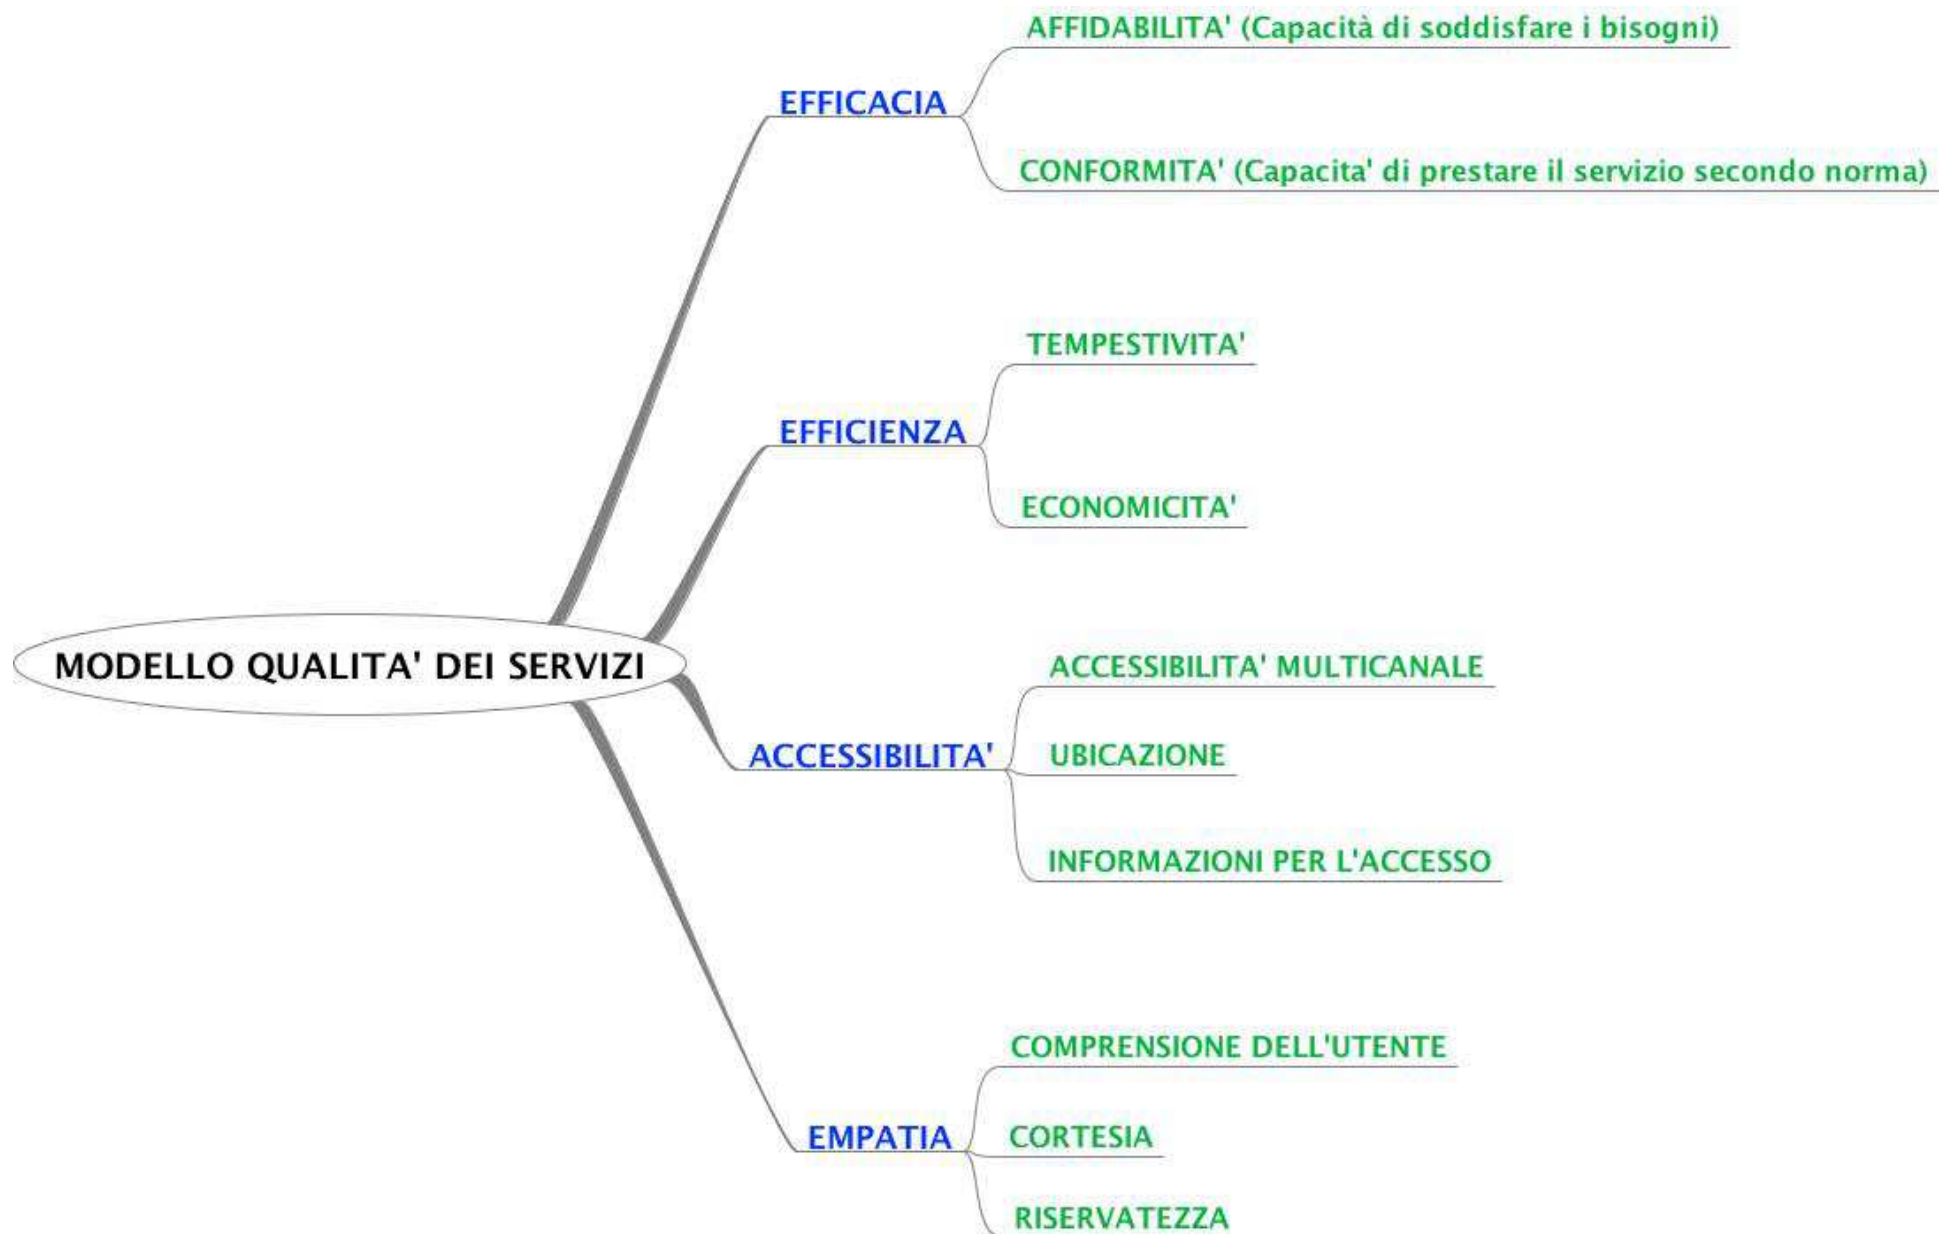 MODELLO QUALITA' DEI SERVIZI
EFFICACIA
AFFIDABILITA' (Capacità di soddisfare i bisogni)
CONFORMITA' (Capacita' di prestare il servizio secondo norma)
EFFICIENZA
TEMPESTIVITA'
ECONOMICITA'
ACCESSIBILITA'
ACCESSIBILITA' MULTICANALE
UBICAZIONE
INFORMAZIONI PER L'ACCESSO
EMPATIA
COMPRENSIONE DELL'UTENTE
CORTESIA
RISERVATEZZA